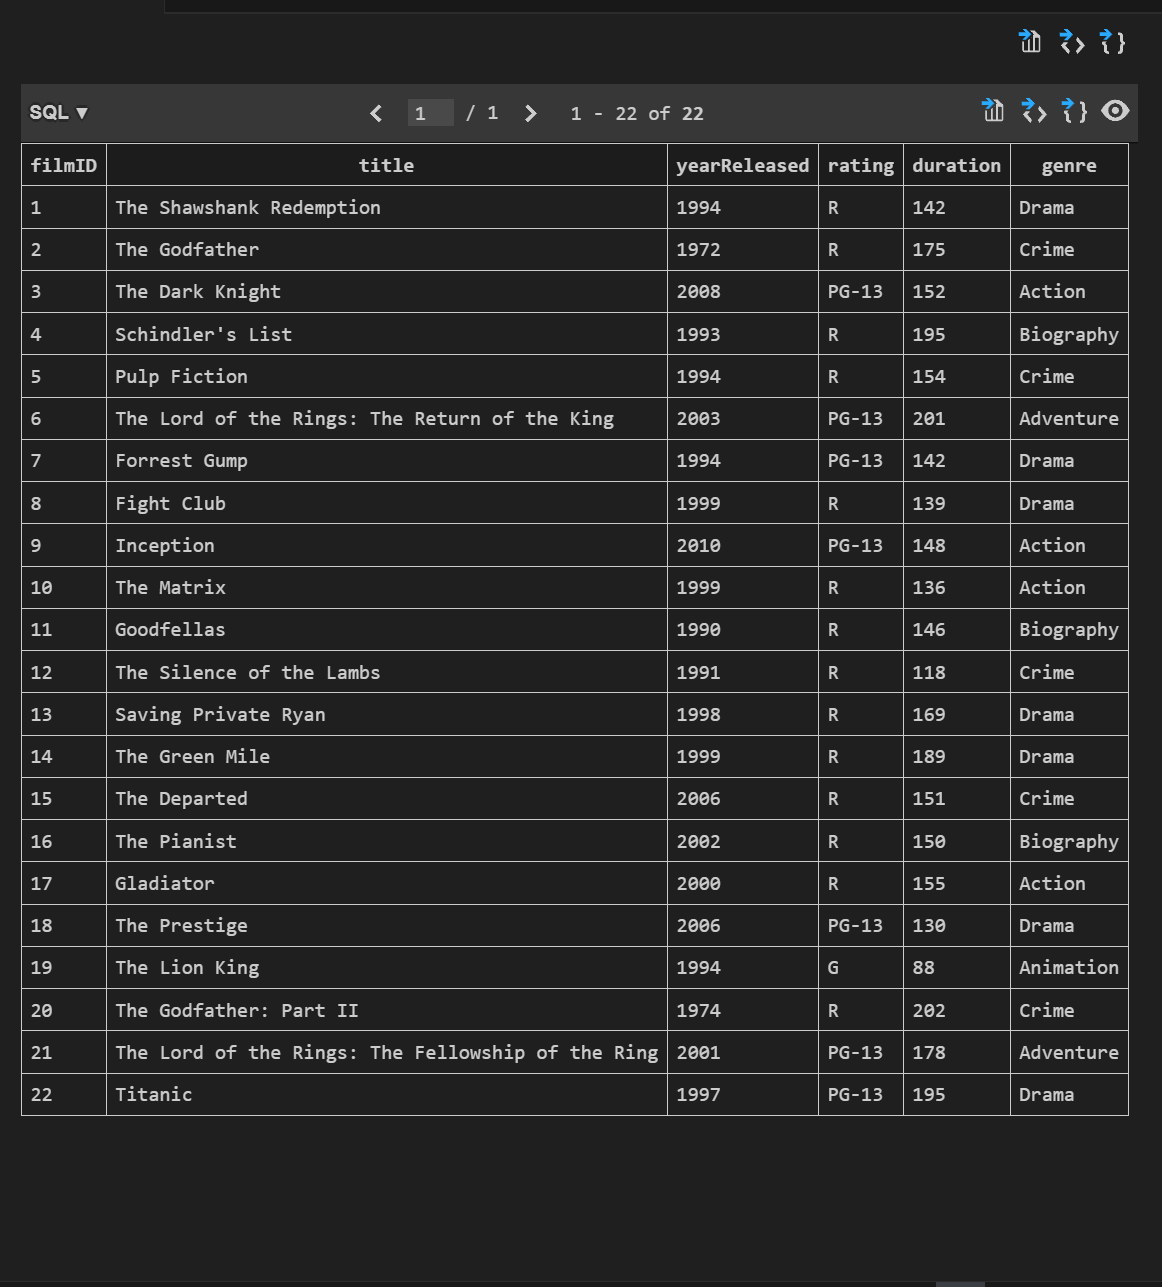 SQL ▼ 1 / 1 1 - 22 of 22
filmID title yearReleased rating duration genre
1 The Shawshank Redemption 1994 R 142 Drama
2 The Godfather 1972 R 175 Crime
3 The Dark Knight 2008 PG-13 152 Action
4 Schindler's List 1993 R 195 Biography
5 Pulp Fiction 1994 R 154 Crime
6 The Lord of the Rings: The Return of the King 2003 PG-13 201 Adventure
7 Forrest Gump 1994 PG-13 142 Drama
8 Fight Club 1999 R 139 Drama
9 Inception 2010 PG-13 148 Action
10 The Matrix 1999 R 136 Action
11 Goodfellas 1990 R 146 Biography
12 The Silence of the Lambs 1991 R 118 Crime
13 Saving Private Ryan 1998 R 169 Drama
14 The Green Mile 1999 R 189 Drama
15 The Departed 2006 R 151 Crime
16 The Pianist 2002 R 150 Biography
17 Gladiator 2000 R 155 Action
18 The Prestige 2006 PG-13 130 Drama
19 The Lion King 1994 G 88 Animation
20 The Godfather: Part II 1974 R 202 Crime
21 The Lord of the Rings: The Fellowship of the Ring 2001 PG-13 178 Adventure
22 Titanic 1997 PG-13 195 Drama